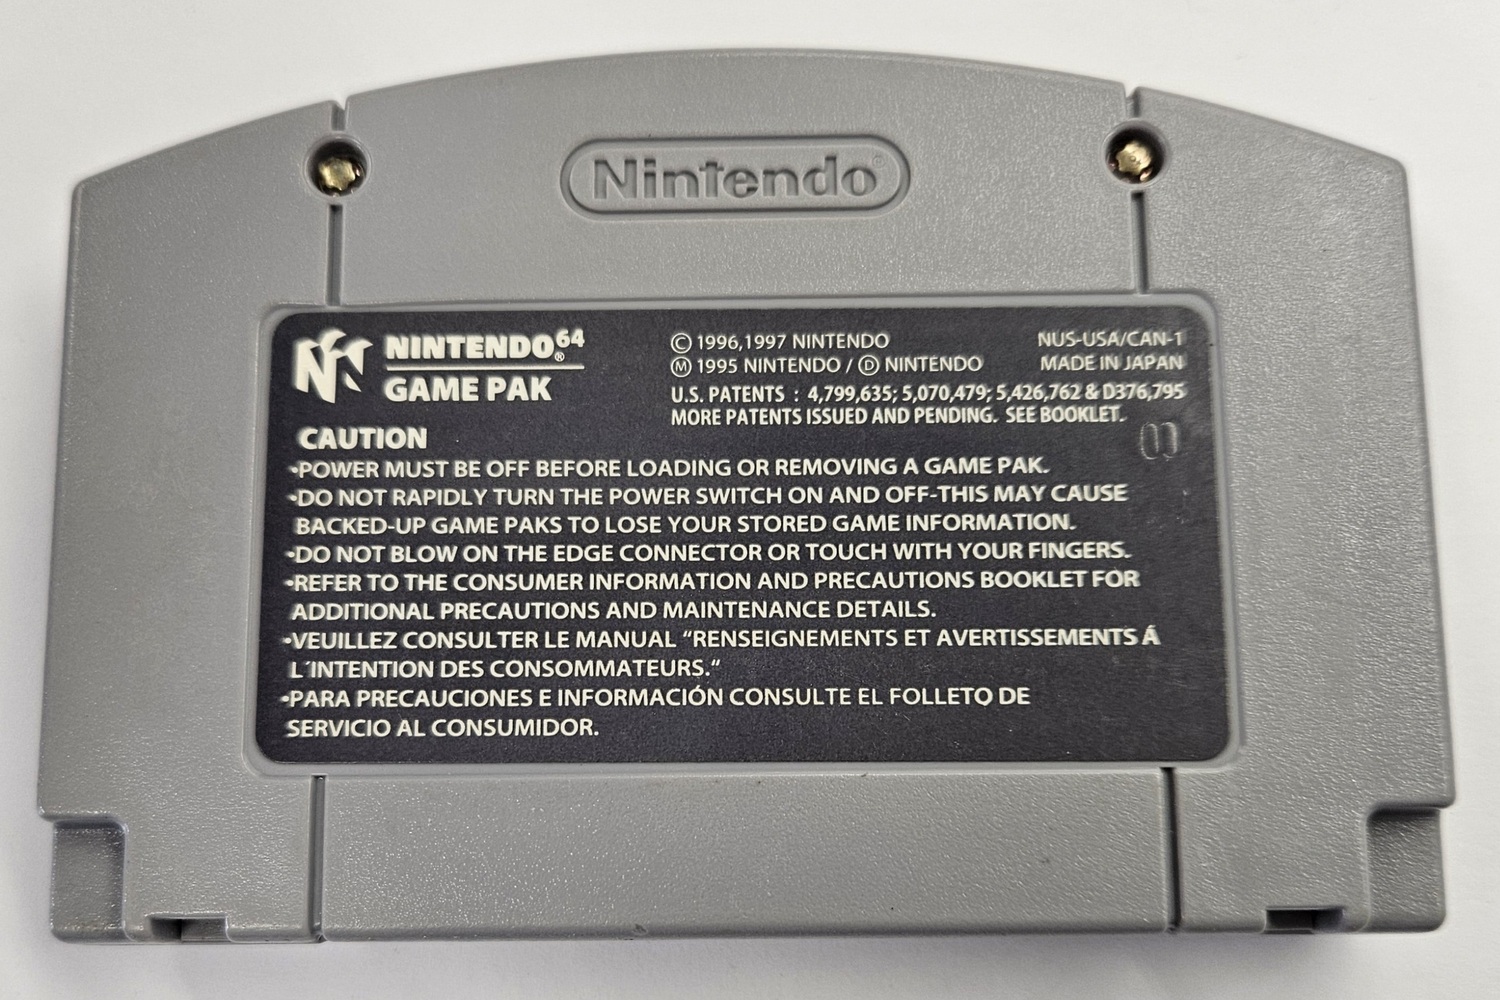 Nintendo®
NINTENDO64®
GAME PAK
© 1996,1997 NINTENDO
Ⓜ 1995 NINTENDO / Ⓓ NINTENDO
NUS-USA/CAN-1
MADE IN JAPAN
U.S. PATENTS : 4,799,635; 5,070,479; 5,426,762 & D376,795
MORE PATENTS ISSUED AND PENDING. SEE BOOKLET.
CAUTION
•POWER MUST BE OFF BEFORE LOADING OR REMOVING A GAME PAK.
•DO NOT RAPIDLY TURN THE POWER SWITCH ON AND OFF-THIS MAY CAUSE
BACKED-UP GAME PAKS TO LOSE YOUR STORED GAME INFORMATION.
•DO NOT BLOW ON THE EDGE CONNECTOR OR TOUCH WITH YOUR FINGERS.
•REFER TO THE CONSUMER INFORMATION AND PRECAUTIONS BOOKLET FOR
ADDITIONAL PRECAUTIONS AND MAINTENANCE DETAILS.
•VEUILLEZ CONSULTER LE MANUAL “RENSEIGNEMENTS ET AVERTISSEMENTS Á
L´INTENTION DES CONSOMMATEURS.“
•PARA PRECAUCIONES E INFORMACIÓN CONSULTE EL FOLLETO DE
SERVICIO AL CONSUMIDOR.